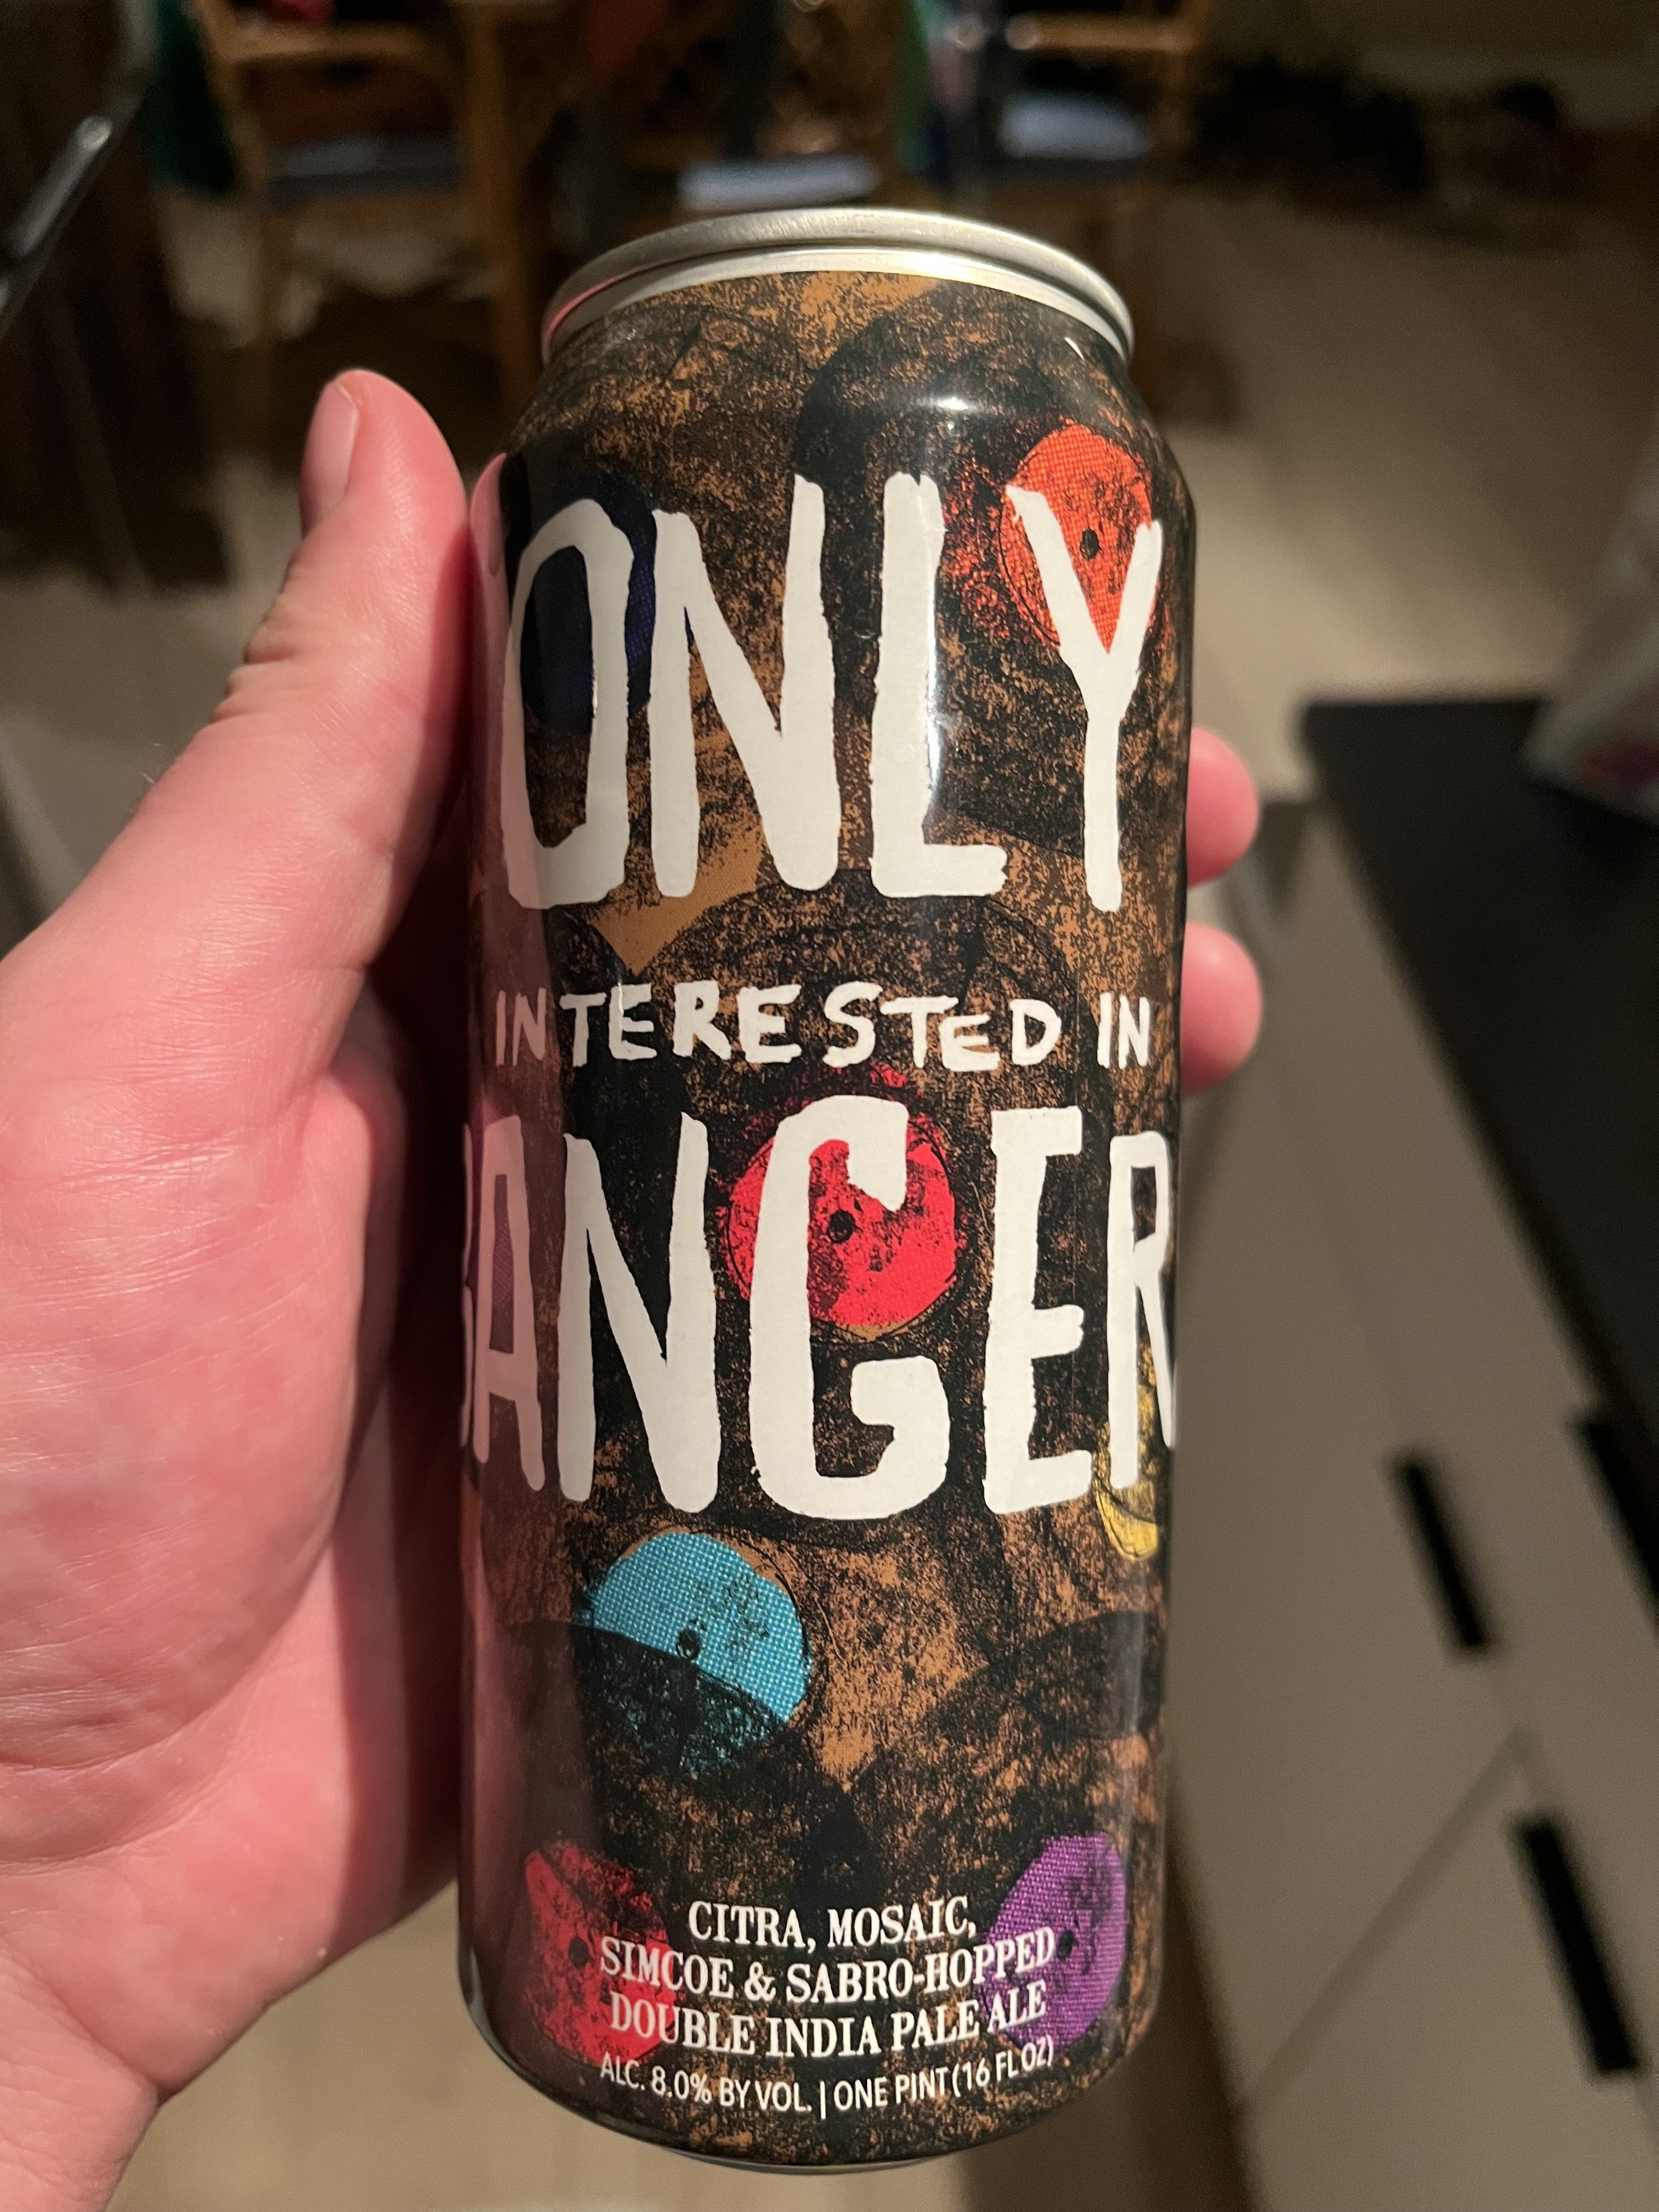 ONLY
INTERESTED IN
BANGER
CITRA, MOSAIC,
SIMCOE & SABRO-HOPPED
DOUBLE INDIA PALE ALE
ALC. 8.0% BY VOL. | ONE PINT (16 FL OZ)